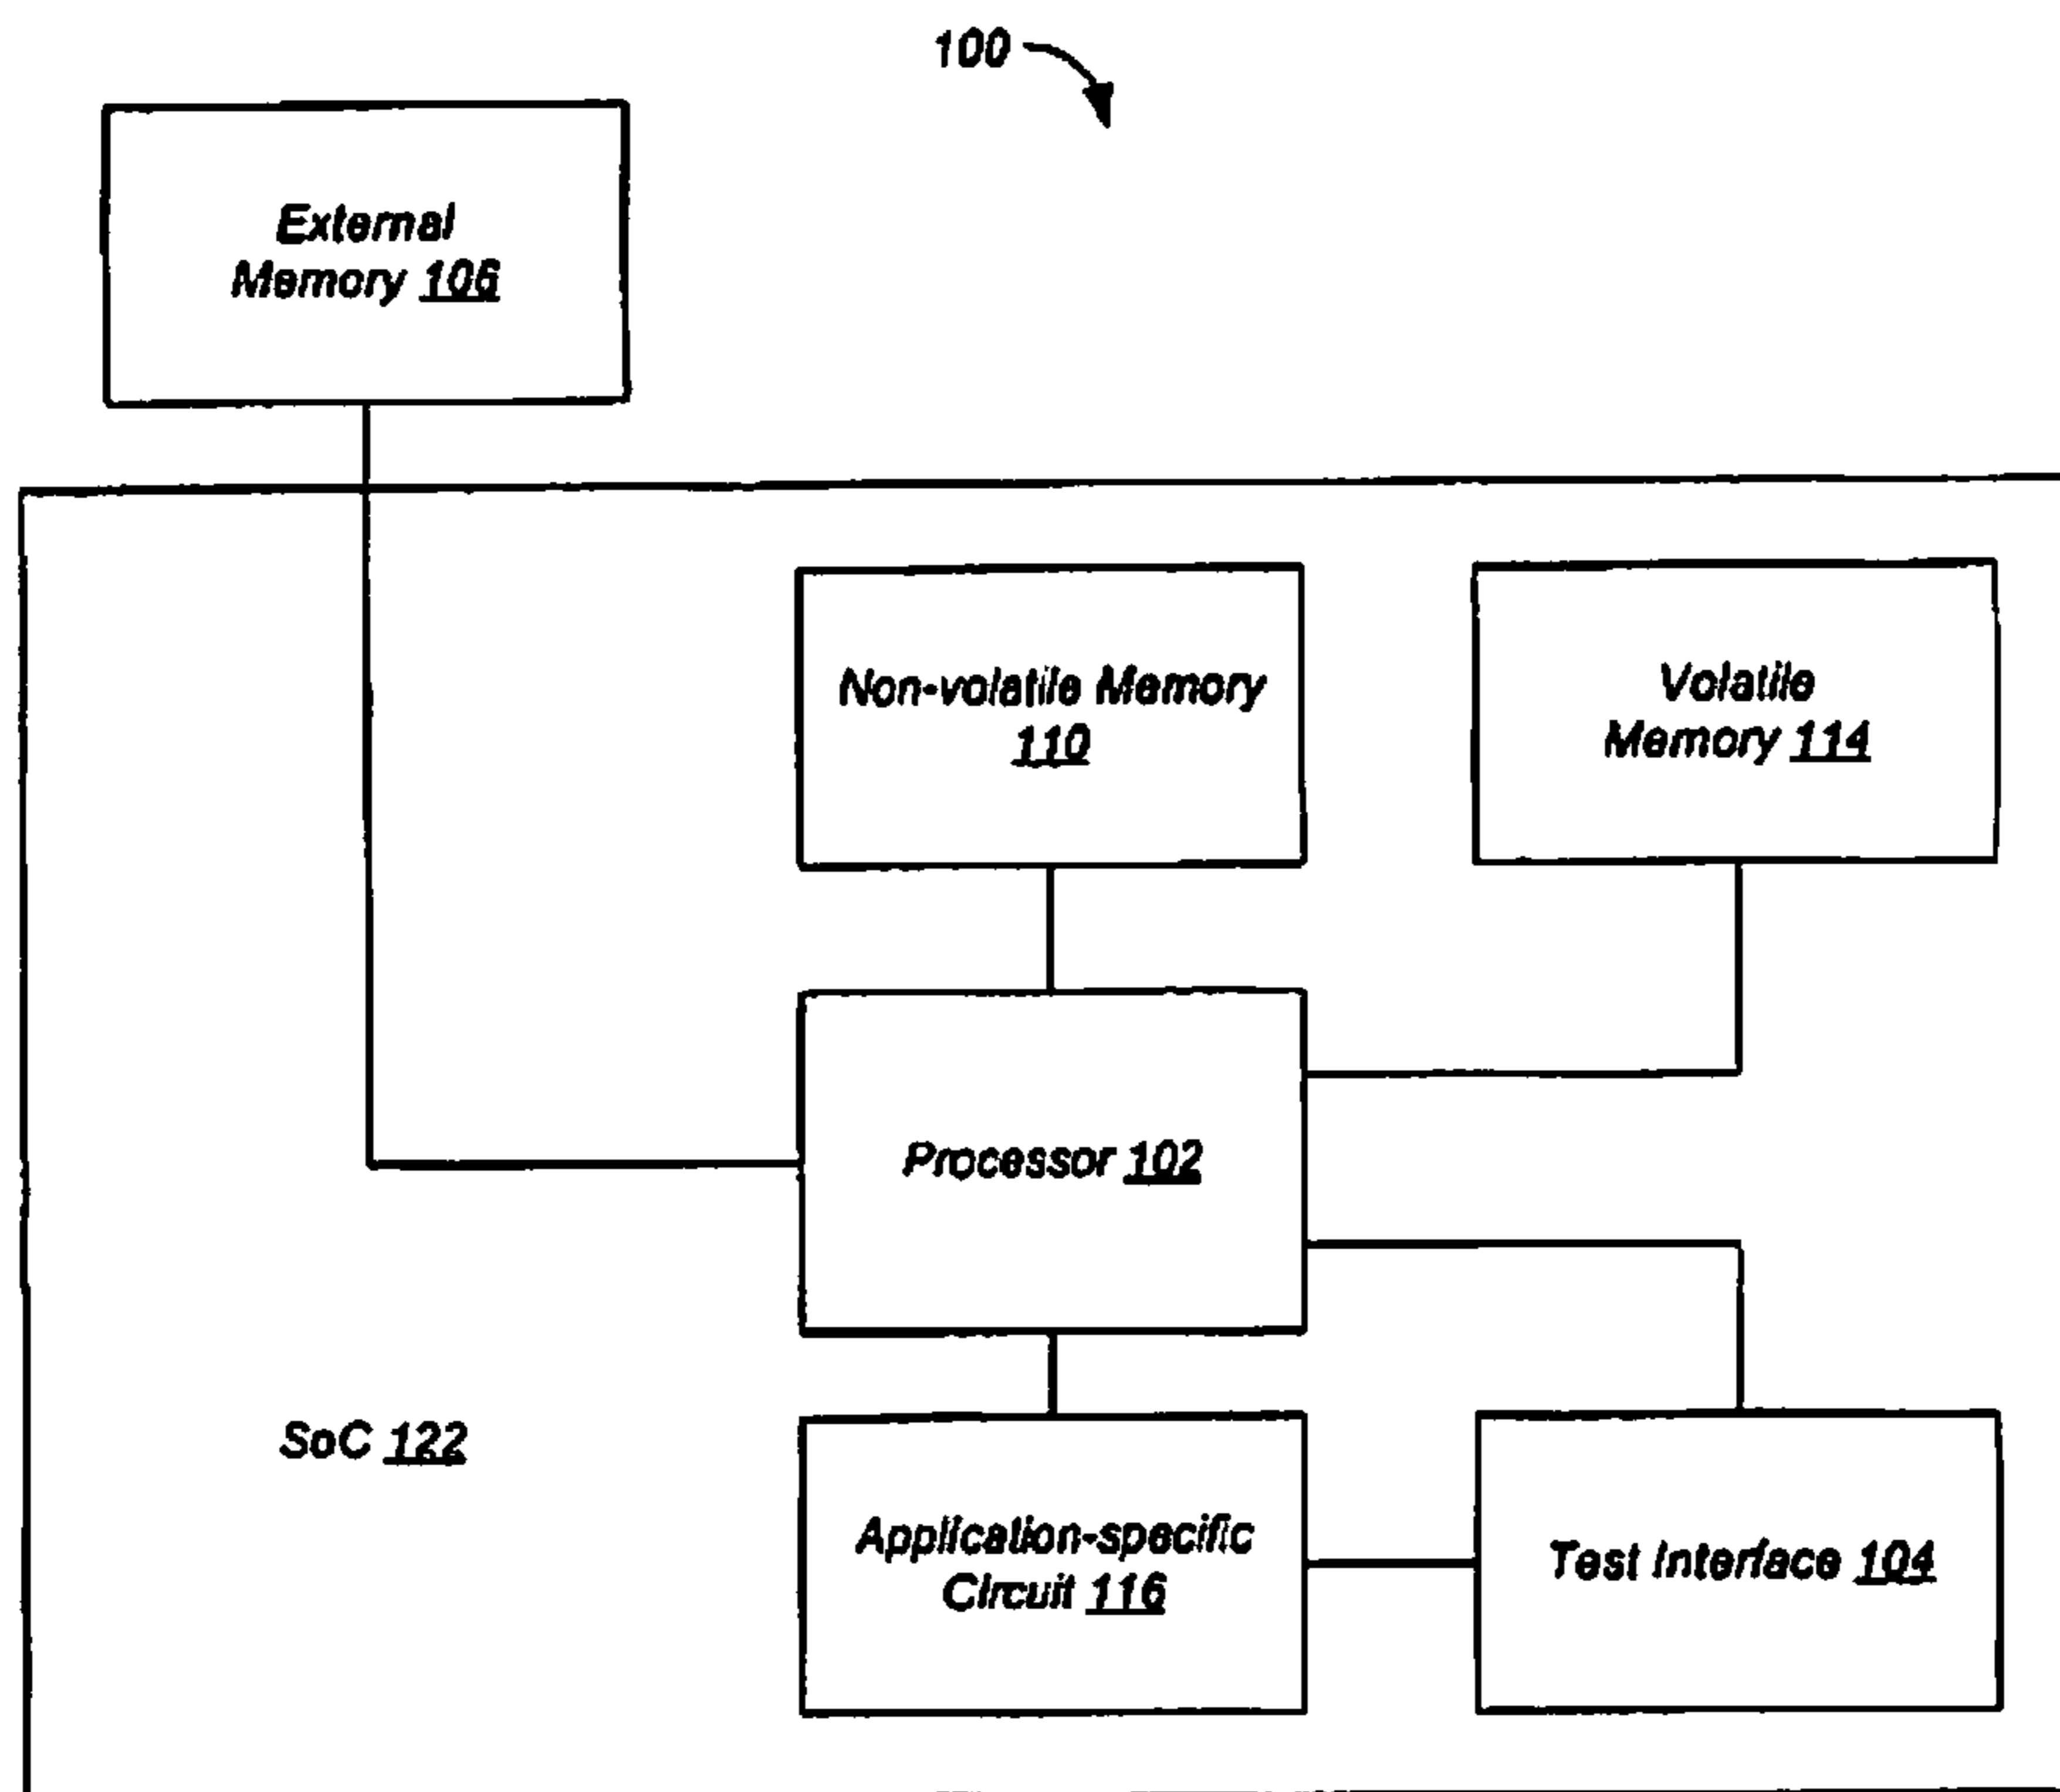 100
External
Memory 106
Non-volatile Memory
110
Volatile
Memory 114
Processor 102
SoC 122
Application-specific
Circuit 116
Test Interface 104